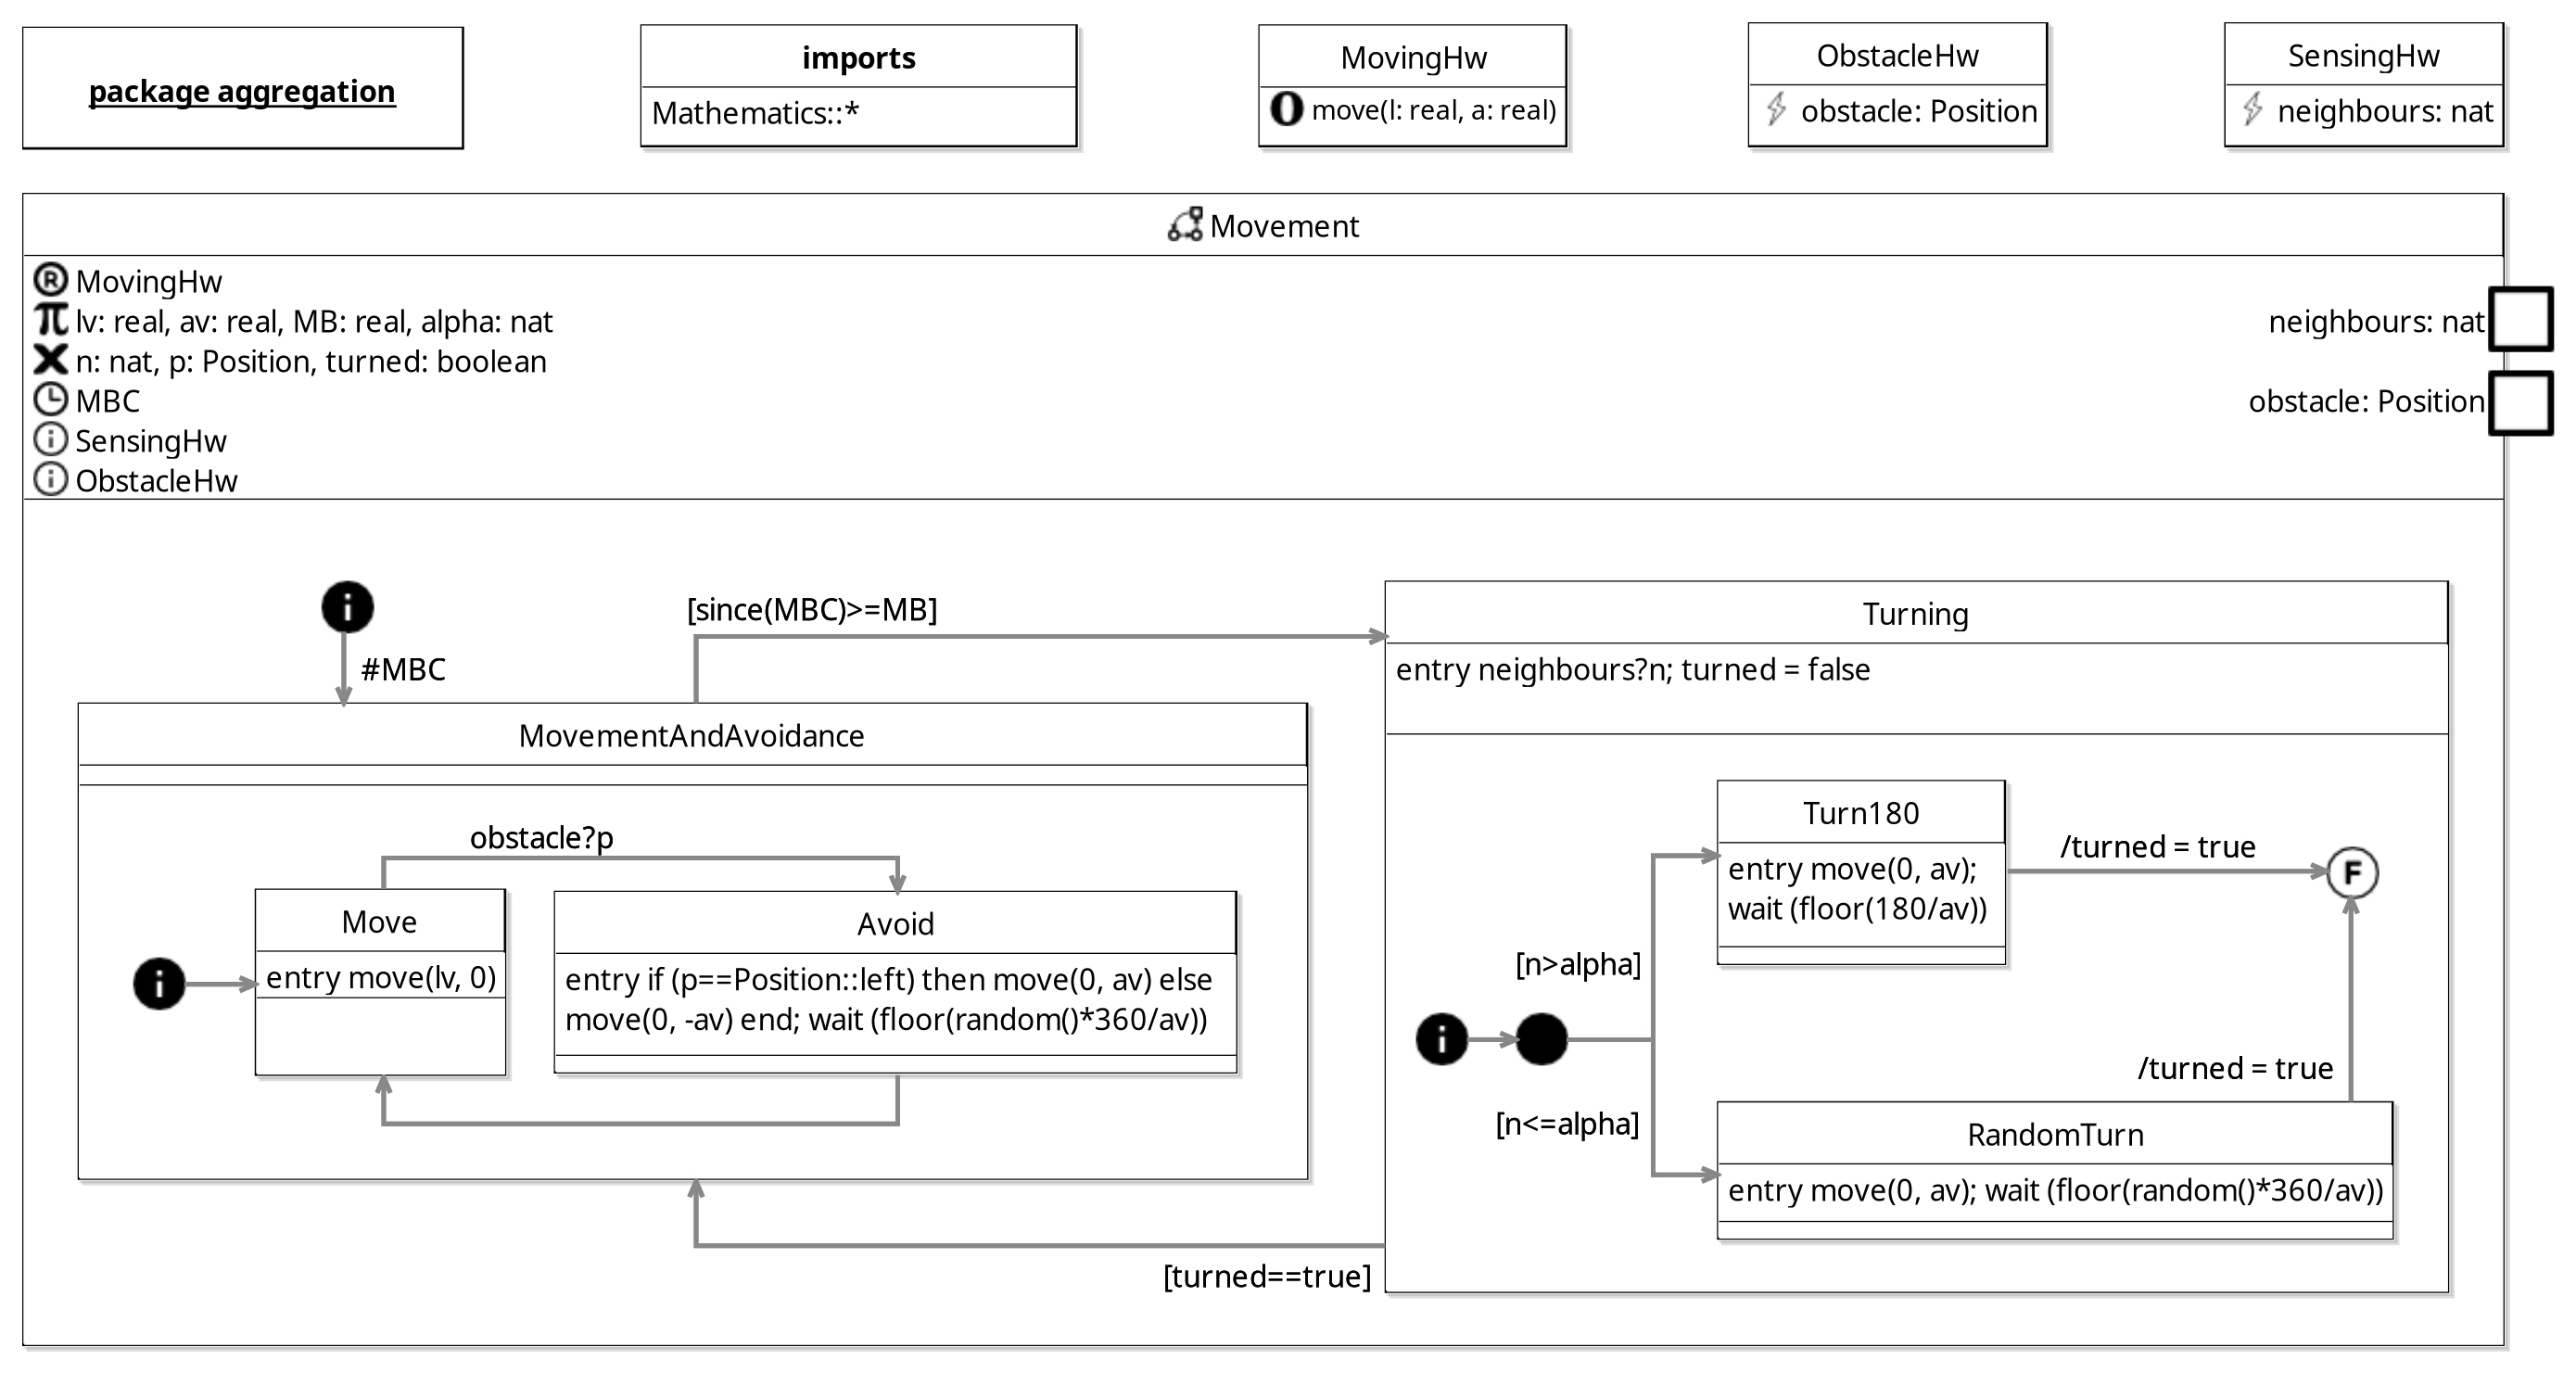 package aggregation
imports
Mathematics::*
MovingHw
O move(l: real, a: real)
ObstacleHw
obstacle: Position
SensingHw
neighbours: nat
Movement
R MovingHw
π lv: real, av: real, MB: real, alpha: nat
n: nat, p: Position, turned: boolean
MBC
i SensingHw
i ObstacleHw
neighbours: nat
obstacle: Position
i
#MBC
[since(MBC)>=MB]
MovementAndAvoidance
obstacle?p
i
Move
entry move(lv, 0)
Avoid
entry if (p==Position::left) then move(0, av) else
move(0, -av) end; wait (floor(random()*360/av))
Turning
entry neighbours?n; turned = false
Turn180
entry move(0, av);
wait (floor(180/av))
/turned = true
F
[n>alpha]
i
[n<=alpha]
/turned = true
RandomTurn
entry move(0, av); wait (floor(random()*360/av))
[turned==true]